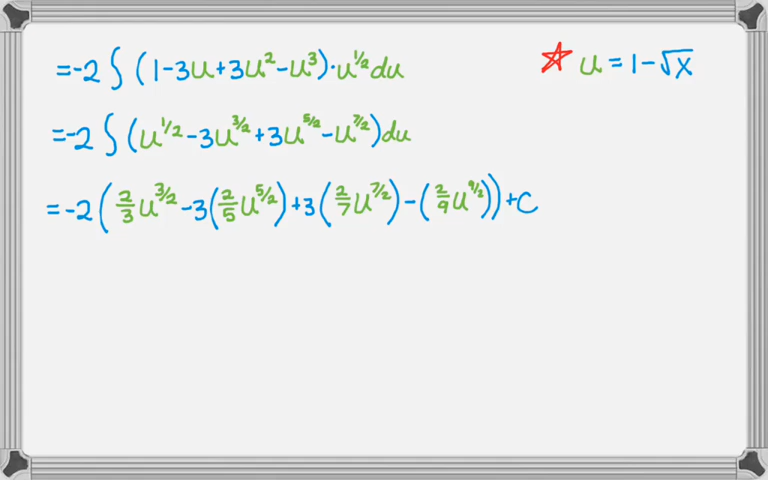 = -2 ∫ (1 - 3u + 3u² - u³) · u^{1/2} du
☆ u = 1 - √x
= -2 ∫ (u^{1/2} - 3u^{3/2} + 3u^{5/2} - u^{7/2}) du
= -2 (2/3 u^{3/2} - 3(2/5 u^{5/2}) + 3(2/7 u^{7/2}) - (2/9 u^{9/2})) + C